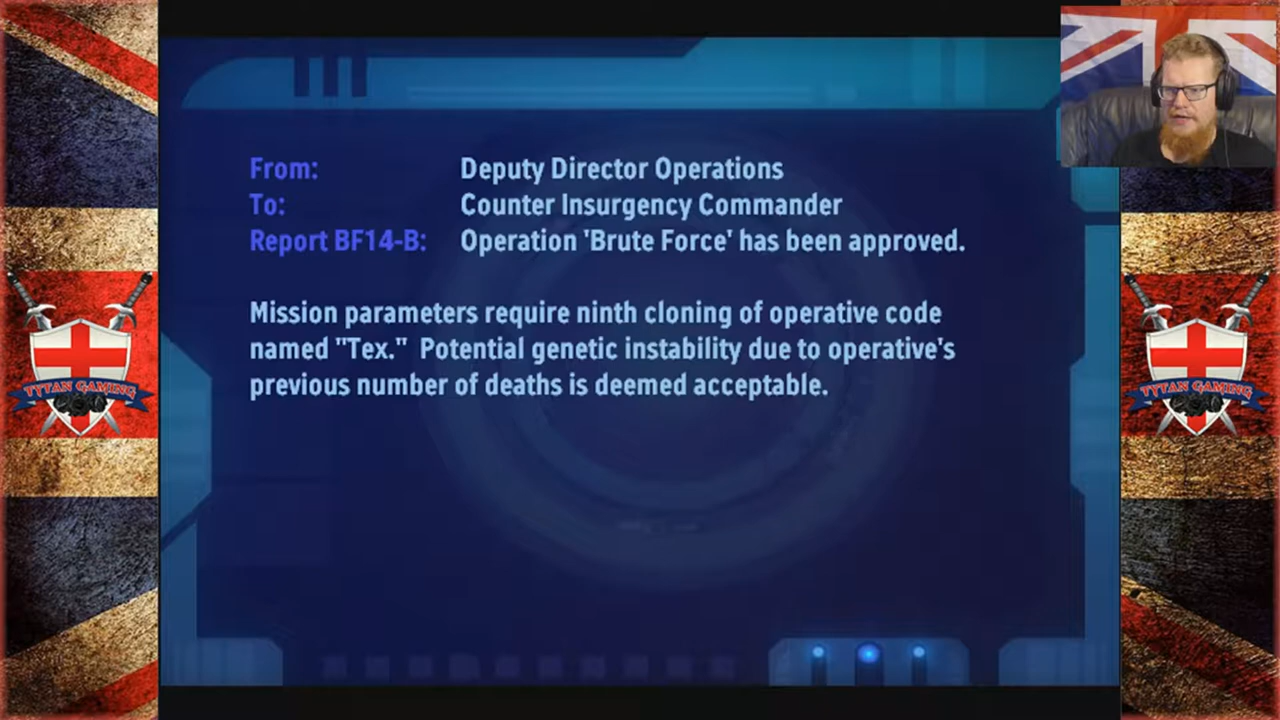 From: Deputy Director Operations
To: Counter Insurgency Commander
Report BF14-B: Operation 'Brute Force' has been approved.
Mission parameters require ninth cloning of operative code
named "Tex." Potential genetic instability due to operative's
previous number of deaths is deemed acceptable.
TYTAN GAMING
TYTAN GAMING